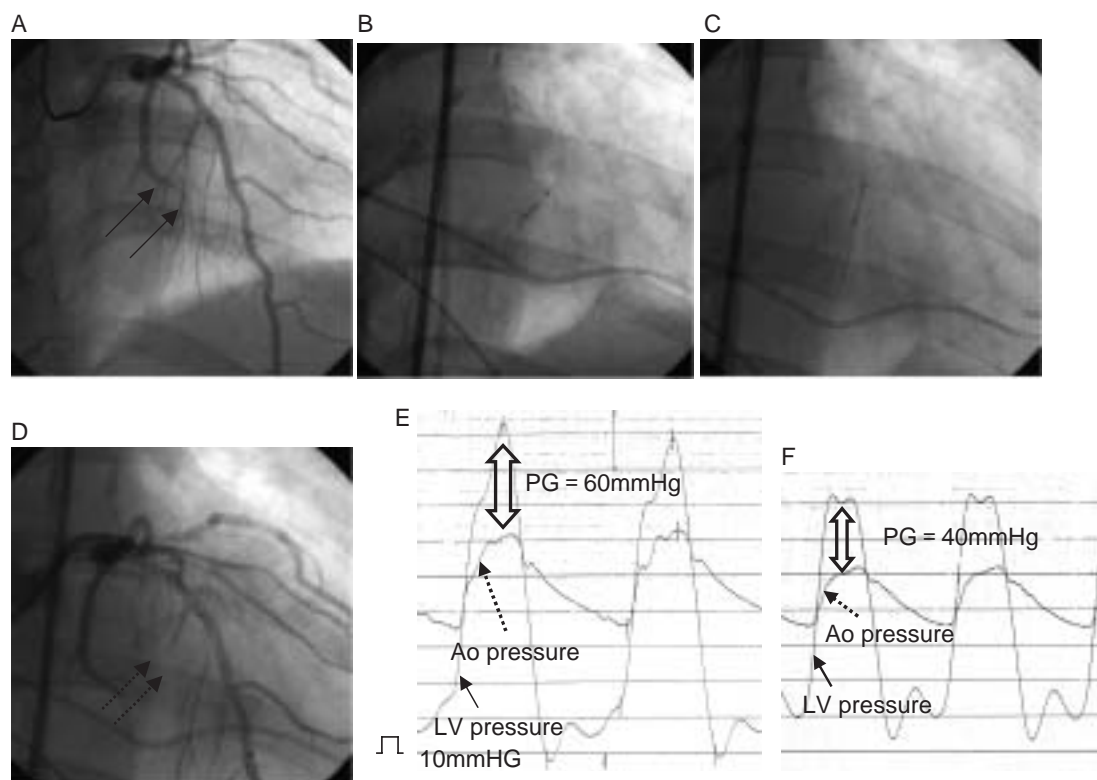 A
B
C
D
E
PG = 60mmHg
Ao pressure
LV pressure
10mmHG
F
PG = 40mmHg
Ao pressure
LV pressure